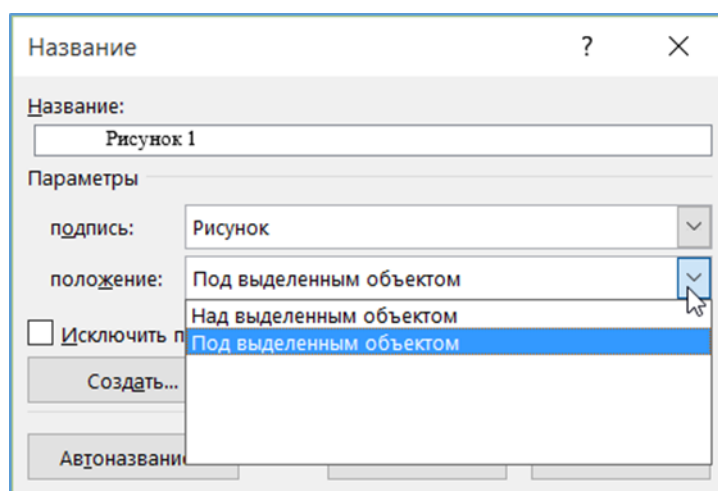 Название ?
Название:
Рисунок 1
Параметры
подпись: Рисунок
положение: Под выделенным объектом
Над выделенным объектом
Исключить п
Под выделенным объектом
Создать...
Автоназвани